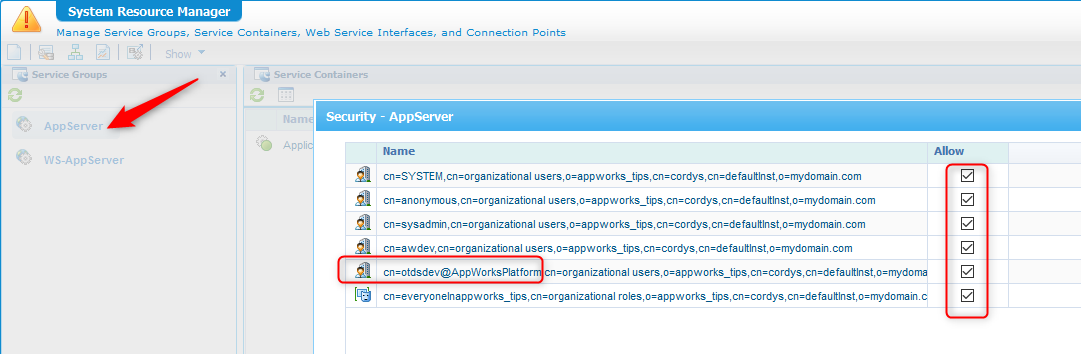 System Resource Manager
Manage Service Groups, Service Containers, Web Service Interfaces, and Connection Points
Show
Service Groups
Service Containers
Name
AppServer
Applic
WS-AppServer
Security - AppServer
Name Allow
cn=SYSTEM,cn=organizational users,o=appworks_tips,cn=cordys,cn=defaultInst,o=mydomain.com
cn=anonymous,cn=organizational users,o=appworks_tips,cn=cordys,cn=defaultInst,o=mydomain.com
cn=sysadmin,cn=organizational users,o=appworks_tips,cn=cordys,cn=defaultInst,o=mydomain.com
cn=awdev,cn=organizational users,o=appworks_tips,cn=cordys,cn=defaultInst,o=mydomain.com
cn=otdsdev@AppWorksPlatform,cn=organizational users,o=appworks_tips,cn=cordys,cn=defaultInst,o=mydoma
cn=everyoneInappworks_tips,cn=organizational roles,o=appworks_tips,cn=cordys,cn=defaultInst,o=mydomain.c